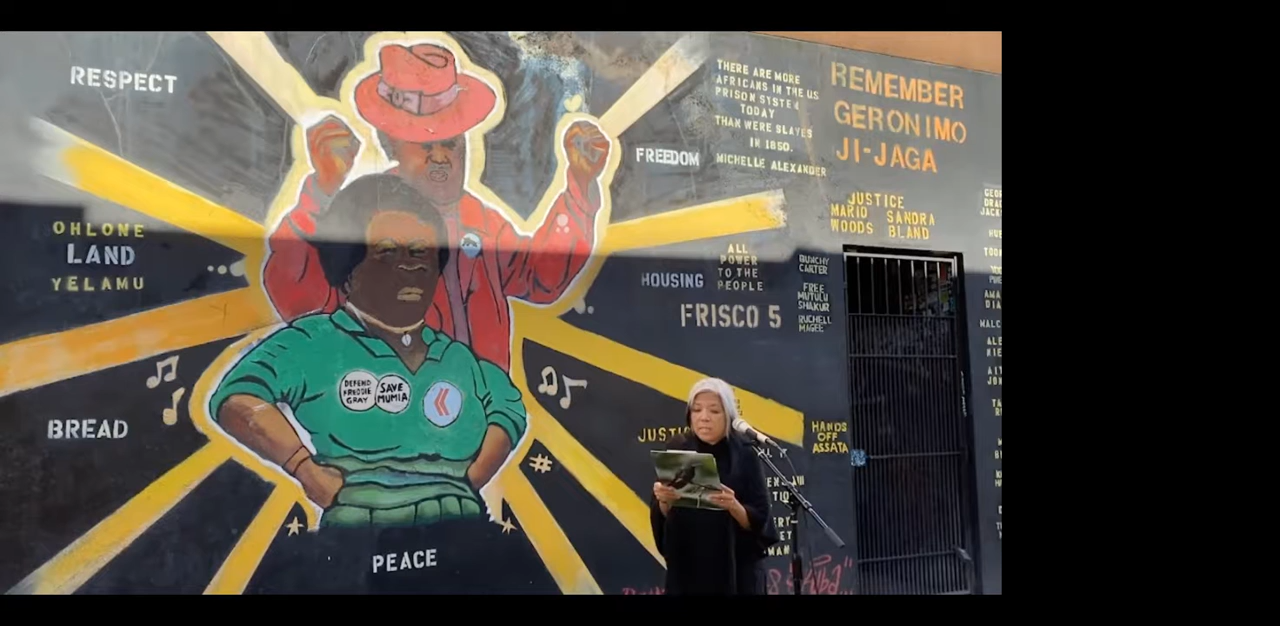 RESPECT
OHLONE
LAND
YELAMU
BREAD
PEACE
DEFEND
FREDDIE
GRAY
SAVE
MUMIA
#
FREEDOM
THERE ARE MORE
AFRICANS IN THE US
PRISON SYSTEM
TODAY
THAN WERE SLAVES
IN 1850.
MICHELLE ALEXANDER
REMEMBER
GERONIMO
JI-JAGA
JUSTICE
MARIO SANDRA
WOODS BLAND
HOUSING
ALL
POWER
TO THE
PEOPLE
FRISCO 5
BUNCHY
CARTER
FREE
MUTULU
SHAKUR
RUCHELL
MAGEE
HANDS
OFF
ASSATA